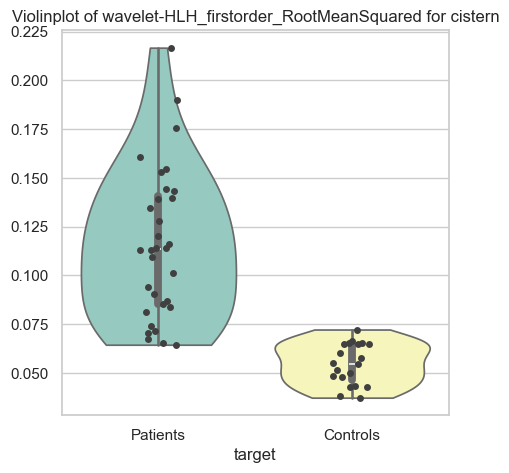 Violinplot of wavelet-HLH_firstorder_RootMeanSquared for cistern
0.225
0.200
0.175
0.150
0.125
0.100
0.075
0.050
Patients
Controls
target